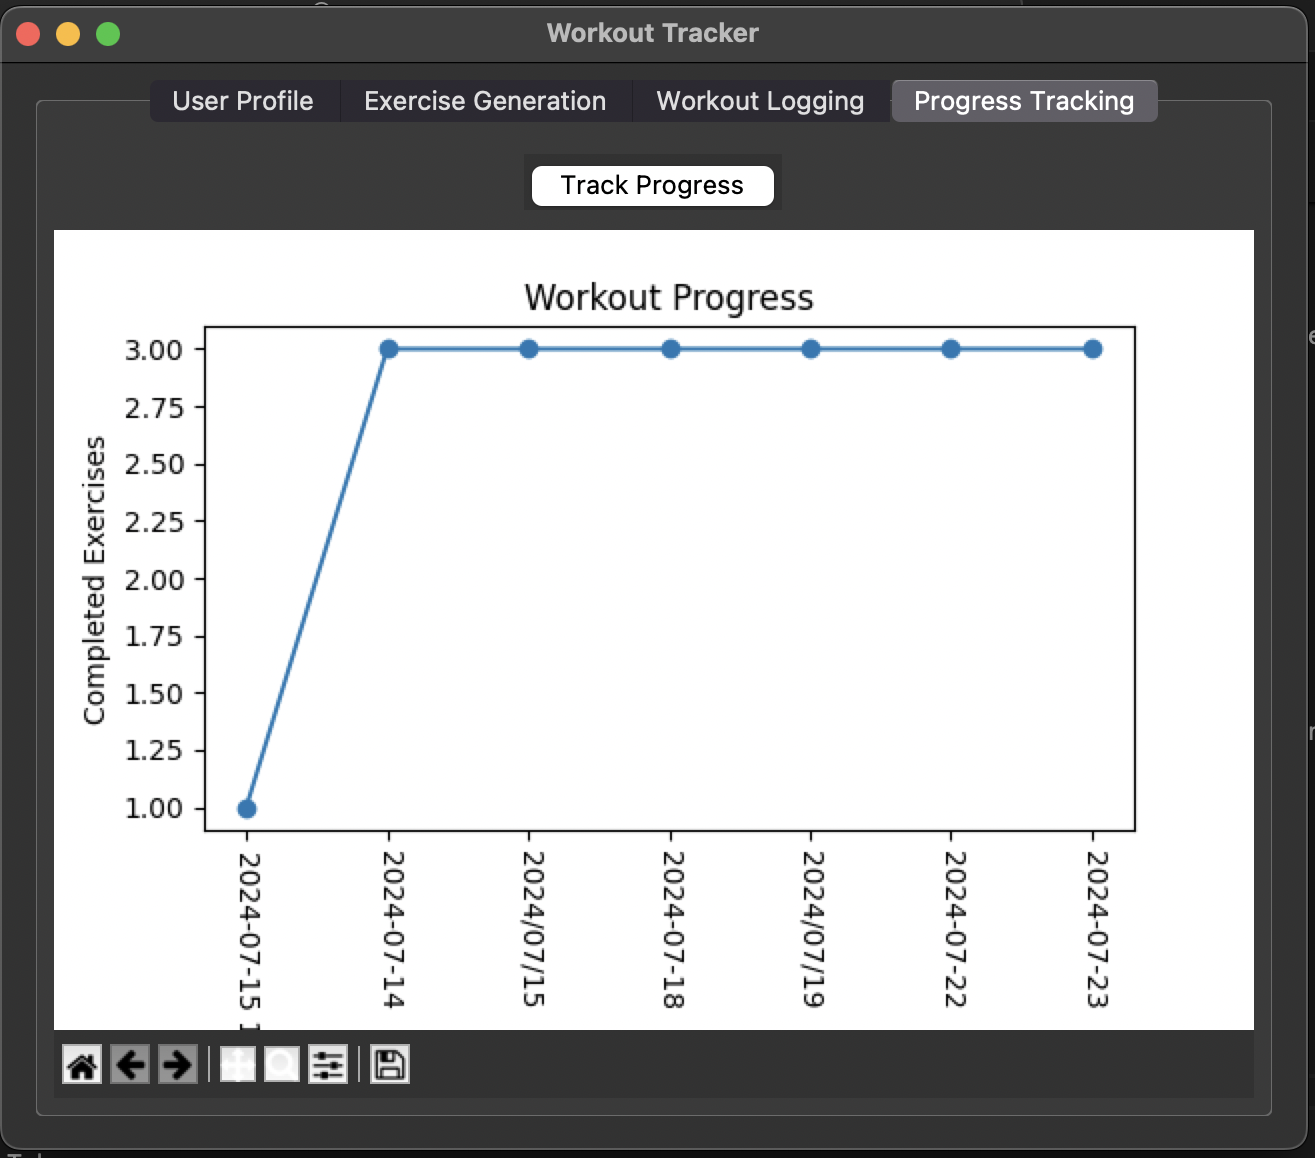 Workout Tracker
User Profile
Exercise Generation
Workout Logging
Progress Tracking
Track Progress
Workout Progress
Completed Exercises
3.00
2.75
2.50
2.25
2.00
1.75
1.50
1.25
1.00
2024-07-15
2024-07-14
2024/07/15
2024-07-18
2024/07/19
2024-07-22
2024-07-23